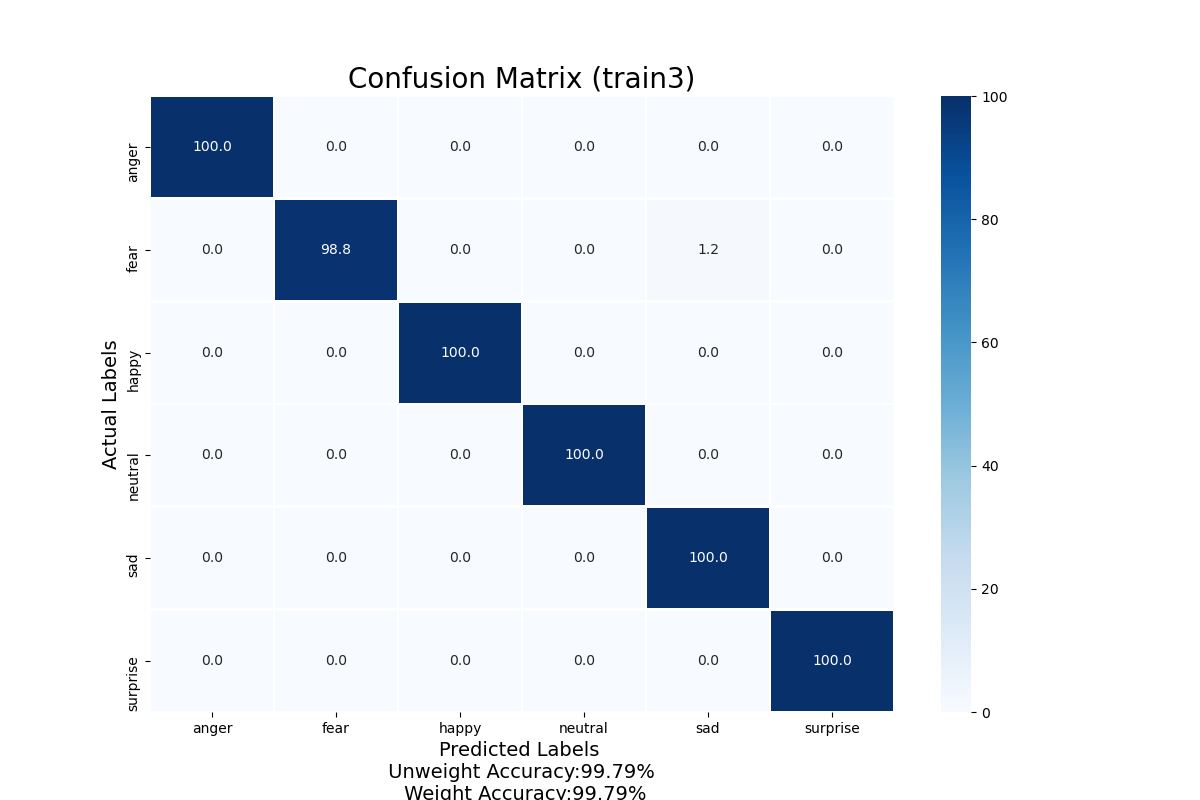 Confusion Matrix (train3)
100
anger 100.0 0.0 0.0 0.0 0.0 0.0
80
fear 0.0 98.8 0.0 0.0 1.2 0.0
60
Actual Labels
happy 0.0 0.0 100.0 0.0 0.0 0.0
40
neutral 0.0 0.0 0.0 100.0 0.0 0.0
20
sad 0.0 0.0 0.0 0.0 100.0 0.0
surprise 0.0 0.0 0.0 0.0 0.0 100.0
0
anger fear happy neutral sad surprise
Predicted Labels
Unweight Accuracy:99.79%
Weight Accuracy:99.79%